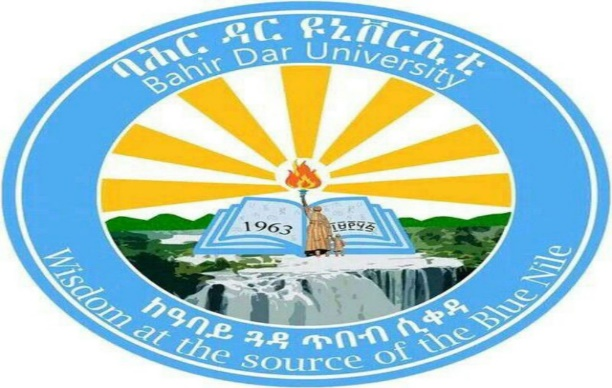 ባሕር ዳር ዩኒቨርሲቲ
Bahir Dar University
1963
ከዓባይ ጓዳ ጥበብ ሲቀዳ
Wisdom at the source of the Blue Nile